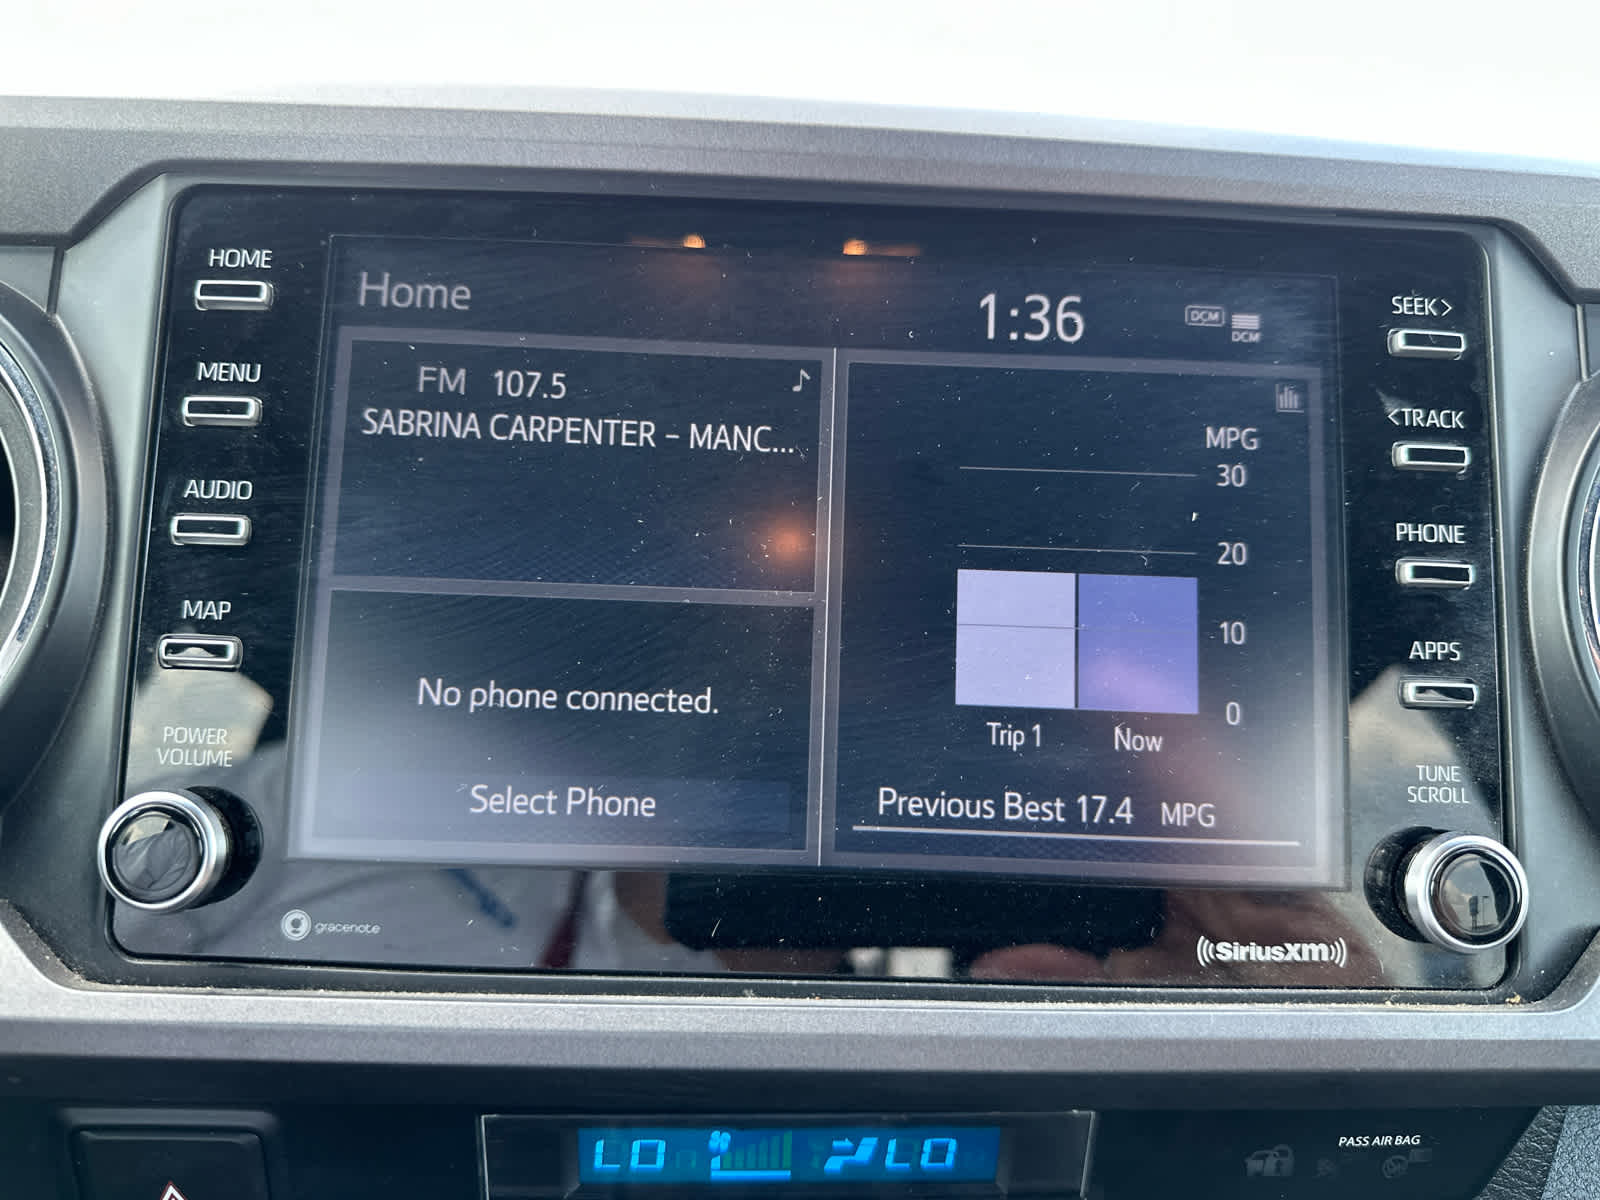 HOME
MENU
AUDIO
MAP
POWER
VOLUME
Home
1:36
DCM
DCM
FM 107.5
SABRINA CARPENTER – MANC...
No phone connected.
Select Phone
MPG
30
20
10
0
Trip 1
Now
Previous Best 17.4 MPG
SEEK>
<TRACK
PHONE
APPS
TUNE
SCROLL
gracenote
SiriusXM
LO
LO
PASS AIR BAG